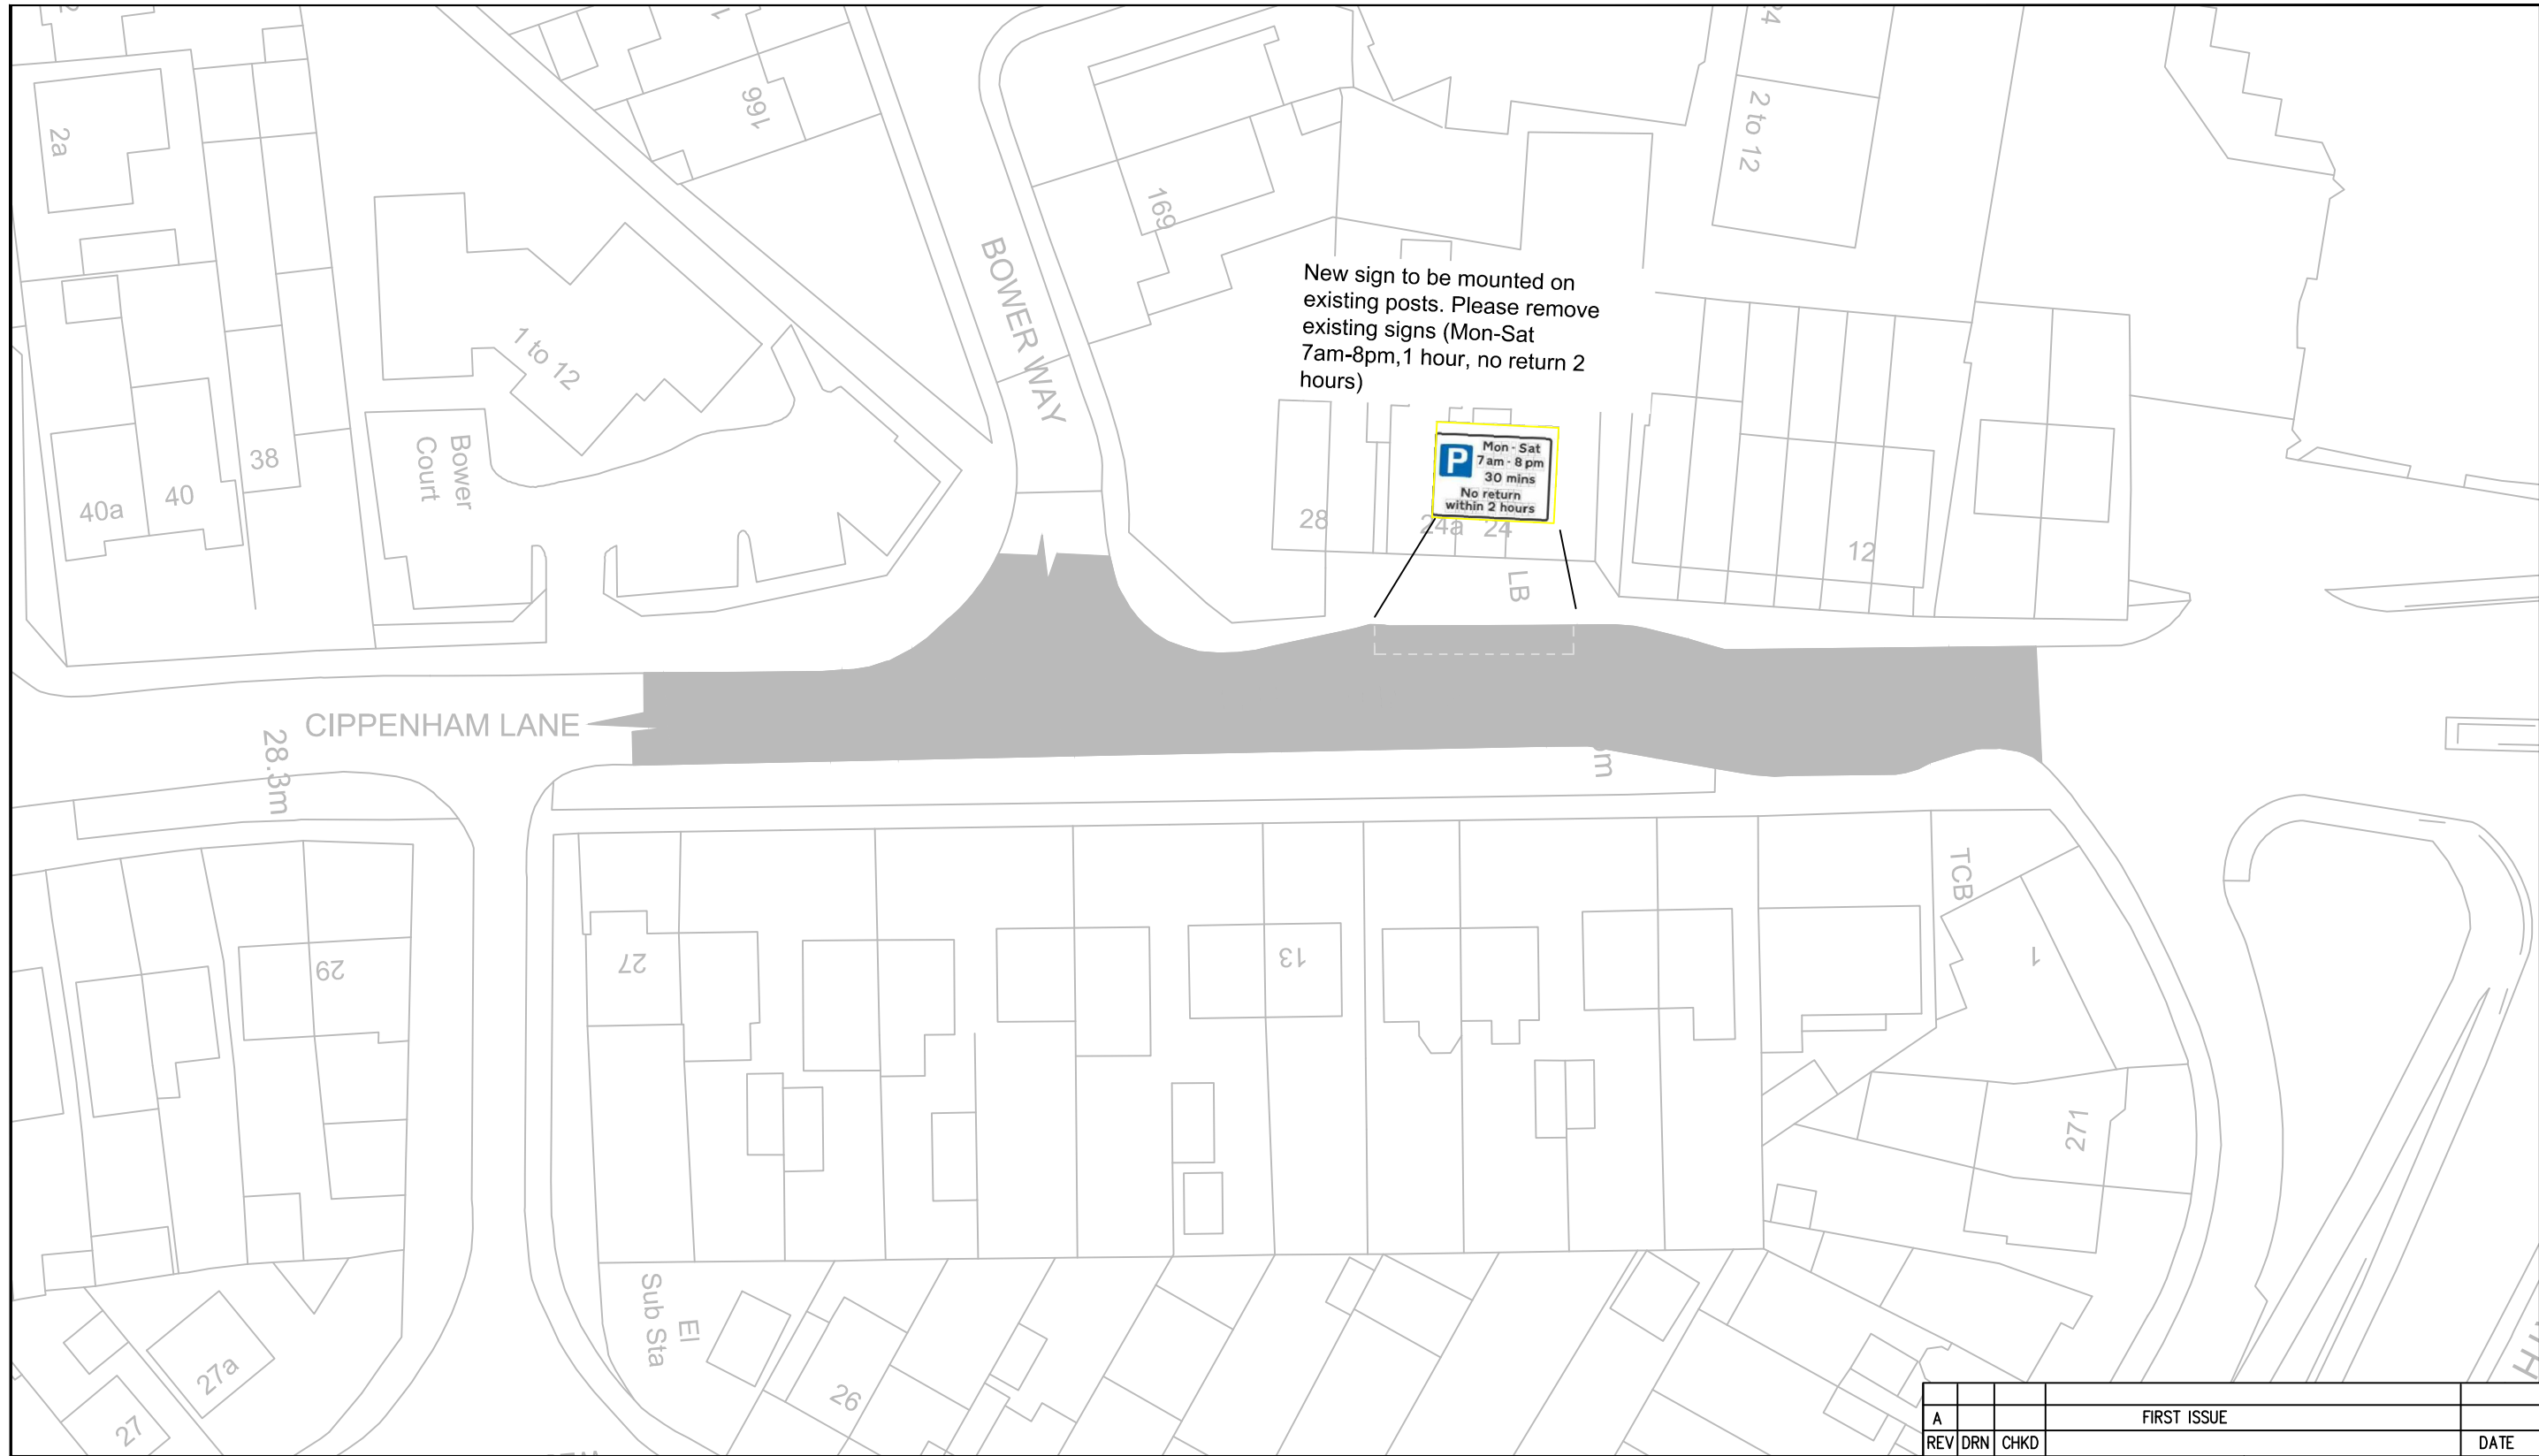 2a
166
2 to 12
169
BOWER WAY
New sign to be mounted on
existing posts. Please remove
existing signs (Mon-Sat
7am-8pm,1 hour, no return 2
hours)
1 to 12
Bower
Court
38
40a
40
P
Mon - Sat
7 am - 8 pm
30 mins
No return
within 2 hours
28
24a
24
12
LB
CIPPENHAM LANE
28.3m
m
TCB
29
27
13
1
271
El
Sub Sta
27a
27
26
A
FIRST ISSUE
REV DRN CHKD
DATE